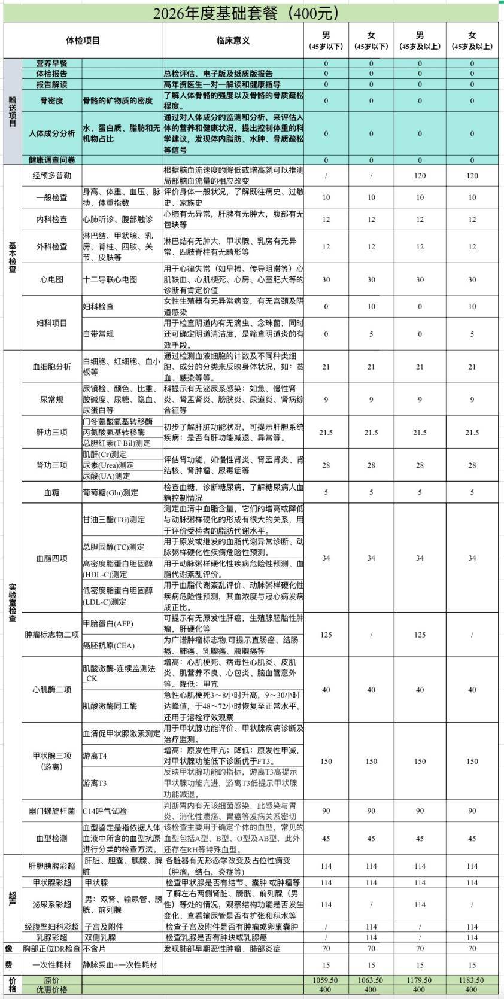 2026年度基础套餐（400元）
体检项目 临床意义 男 女 男 女
（45岁以下） （45岁以下） （45岁及以上） （45岁及以上）
赠送项目
营养早餐 0 0 0 0
体检报告 总检评估、电子版及纸质版报告 0 0 0 0
报告解读 高年资医生一对一解读和健康指导 0 0 0 0
骨密度 骨骼的矿物质的密度 了解人体骨骼的强度以及骨骼的骨质疏松
程度。 0 0 0 0
人体成分分析 水、蛋白质、脂肪和无
机物占比
通过对人体成分的监测和分析，来评估人
体的营养和健康状况，提出控制体重的科
学建议，发现体内脂肪、水肿、骨质疏松
等信号
0 0 0 0
健康调查问卷 0 0 0 0
基本检查
经颅多普勒 根据脑血流速度的降低或增高就可以推测
局部脑血流量的相应改变 / / 120 120
一般检查 身高、体重、血压、脉
搏、体重指数
评价身体一般状况，了解既往病史、过敏
史、家族史
10 10 10 10
内科检查 心肺听诊、腹部触诊 心肺有无异常，肝脾有无肿大，腹部有无
包块等 12 12 12 12
外科检查 淋巴结、甲状腺、乳
房、脊柱、四肢、关
节、皮肤等
淋巴结有无肿大，甲状腺、乳房有无异
常、四肢脊柱有无畸形等
12 12 12 12
心电图 十二导联心电图 用于心律失常（如早搏、传导阻滞等）心
肌缺血、心肌梗死、心房、心室肥大等的
诊断有肯定价值
30 30 30 30
妇科项目
妇科检查 女性生殖器有无异常病变，有无宫颈及阴
道感染 0 10 0 10
白带常规 用于检查阴道内有无滴虫、念珠菌，同时
还可确定阴道清洁度，是筛查阴道炎的有
效手段。
0 5 0 5
实验室检查
血细胞分析 白细胞、红细胞、血小
板等
通过检测血液细胞的计数及不同种类细
胞、成分的分类来反映身体状况，如：贫
血、感染等等。
21 21 21 21
尿常规 尿镜检、颜色、比重、
酸碱度、尿糖、隐血、
尿蛋白等
科提示有无泌尿系感染：如急、慢性肾
炎、肾盂肾炎、膀胱炎、尿道炎、肾病综
合征等
9 9 9 9
肝功三项
门冬氨酸氨基转移酶
丙氨酸氨基转移酶
总胆红素(T-Bil)测定
初步了解肝脏功能状况，可提示肝胆系统
疾病：是否有肝功能减退、异常等。
21.5 21.5 21.5 21.5
肾功三项
肌酐(Cr)测定
尿素(Urea)测定
尿酸(UA)测定
评估肾功能，如慢性肾炎、肾盂肾炎、肾
结核、肾肿瘤、尿毒症等
28 28 28 28
血糖 葡萄糖(Glu)测定 检查血糖，诊断糖尿病，了解糖尿病人血
糖控制情况 5 5 5 5
血脂四项
甘油三酯(TG)测定
测定血清中血脂含量，它们的增高或降低
与动脉粥样硬化的形成有很大的关系，用
于评价受检者的脂肪代谢水平。
总胆固醇(TC)测定 用于原发或继发的血脂代谢异常诊断、动
脉粥样硬化性疾病危险性预测。
高密度脂蛋白胆固醇
(HDL-C)测定
用于动脉粥样硬化性疾病危险性预测、血
脂代谢紊乱评价。
低密度脂蛋白胆固醇
(LDL-C)测定
用于血脂代谢紊乱评价、动脉粥样硬化性
疾病危险性预测，其血浓度与冠心病发病
成正比。
34 34 34 34
肿瘤标志物二项
甲胎蛋白(AFP) 可提示有无原发性肝癌，生殖腺胚胎性肿
瘤，肝硬化等
癌胚抗原(CEA) 为广谱肿瘤标志物,可提示直肠癌、结肠
癌、肺癌、乳腺癌、胰腺癌等
125 / 125 /
心肌酶二项
肌酸激酶-连续监测法
_CK
增高：心肌梗死、病毒性心肌炎、皮肌
炎、肌营养不良、心包炎、脑血管意外
等。降低：甲亢
肌酸激酶同工酶
急性心肌梗死3～8小时升高，9～30小时
达峰值，于48～72小时恢复至正常水平。
还用于溶栓疗效观察
40 40 40 40
甲状腺三项
（游离）
血清促甲状腺激素测定 用于甲状腺功能评价、甲状腺疾病诊断及
治疗监测。
游离T4 增高：原发性甲亢；降低：原发性甲减，
对甲状腺功能低下诊断优于FT3。
游离T3 反映甲状腺功能的指标，游离T3高提示
甲状腺功能亢进，游离T3低提示甲状腺
功能减退。
150 150 150 150
幽门螺旋杆菌 C14呼气试验 判断胃内有无该细菌感染，此感染与胃
炎、消化性溃疡、胃癌等发病关系密切 90 90 90 90
血型检测 血型鉴定是指依据人体
血液中所含的血型抗原
进行分类的检查方法。
该检查主要用于确定个体的血型，常见的
血型包括A型、B型、O型及AB型，此外
还存在RH等特殊血型。
45 45 45 45
超声
肝胆胰脾彩超 肝脏、胆囊、胰腺、脾
脏
各脏器有无形态学改变及占位性病变
（肿瘤，结石，炎症等）
114 114 114 114
甲状腺彩超 甲状腺 检查甲状腺是否有结节、囊肿 或肿瘤等 114 114 114 114
泌尿系彩超 男：双肾、输尿管、膀
胱、前列腺
了解左右两侧肾脏、膀胱、前列腺（男
性）等处的情况，观察结构功能是否发生
变化、查看输尿管是否有扩张和积水等
114 / 114 /
经腹壁妇科彩超 子宫及附件 检查子宫及附件是否有肿瘤或卵巢囊肿 / 114 / 114
乳腺彩超 双侧乳腺 检查乳腺是否有肿块或乳腺癌 / 114 / 114
像 胸部正位DR检查 不含片 发现肺部早期恶性肿瘤、肺部炎症 70 70 70 70
费 一次性耗材 静脉采血+一次性耗材 15 15 15 15
价格
原价 1059.50 1063.50 1179.50 1183.50
优惠价格 400 400 400 400